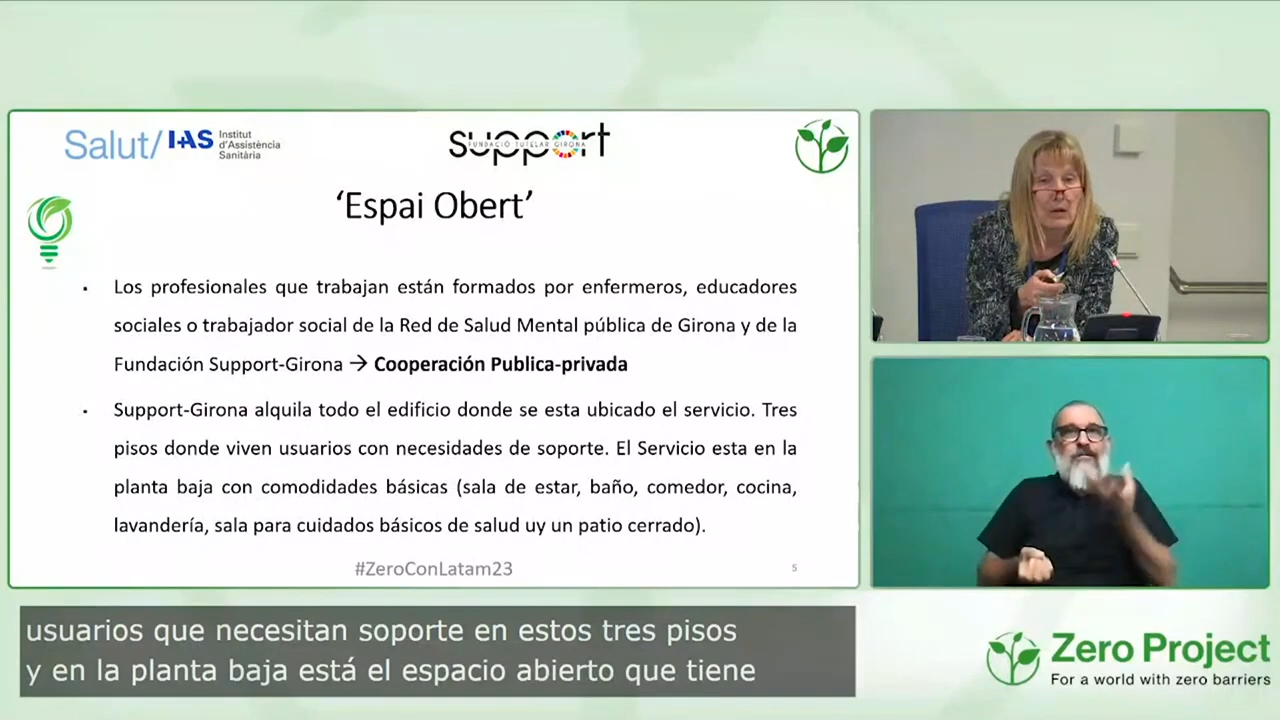 Salut/ IAS Institut
d'Assistència
Sanitària
support
FUNDACIÓ TUTELAR GIRONA
'Espai Obert'
Los profesionales que trabajan están formados por enfermeros, educadores
sociales o trabajador social de la Red de Salud Mental pública de Girona y de la
Fundación Support-Girona → Cooperación Publica-privada
Support-Girona alquila todo el edificio donde se esta ubicado el servicio. Tres
pisos donde viven usuarios con necesidades de soporte. El Servicio esta en la
planta baja con comodidades básicas (sala de estar, baño, comedor, cocina,
lavandería, sala para cuidados básicos de salud uy un patio cerrado).
#ZeroConLatam23
5
usuarios que necesitan soporte en estos tres pisos
y en la planta baja está el espacio abierto que tiene
Zero Project
For a world with zero barriers